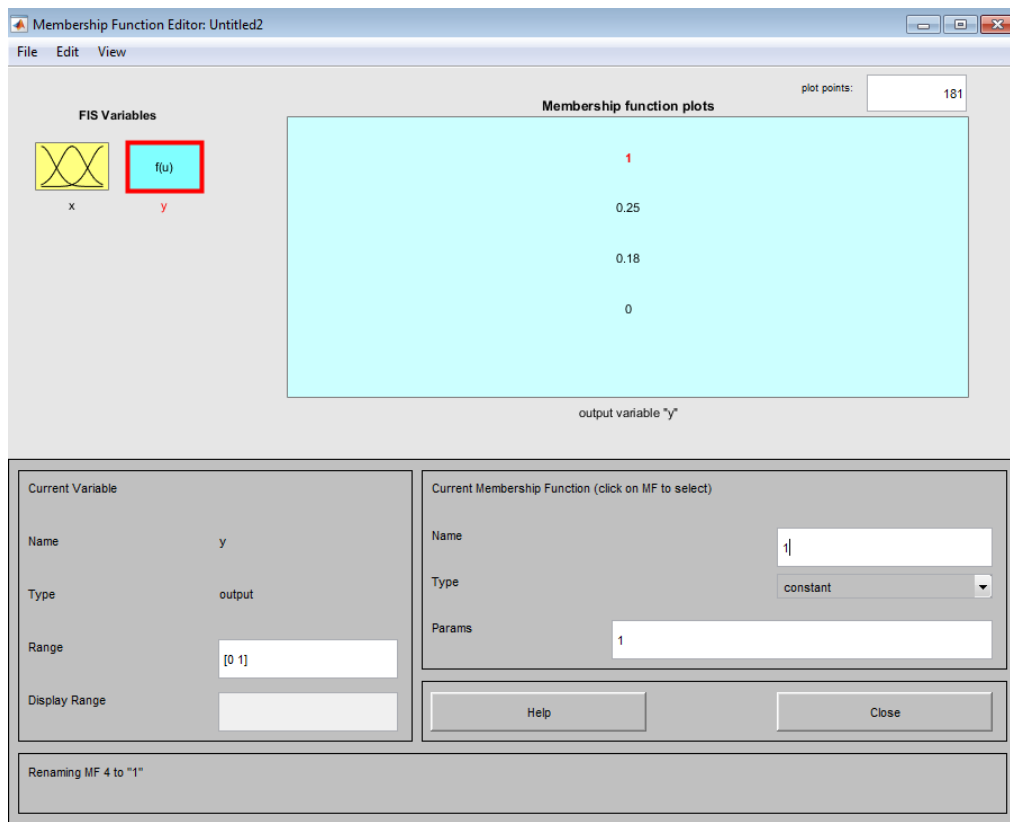 Membership Function Editor: Untitled2
File Edit View
plot points:
181
FIS Variables
Membership function plots
f(u)
x
y
1
0.25
0.18
0
output variable "y"
Current Variable
Name
y
Type
output
Range
[0 1]
Display Range
Current Membership Function (click on MF to select)
Name
1
Type
constant
Params
1
Help
Close
Renaming MF 4 to "1"